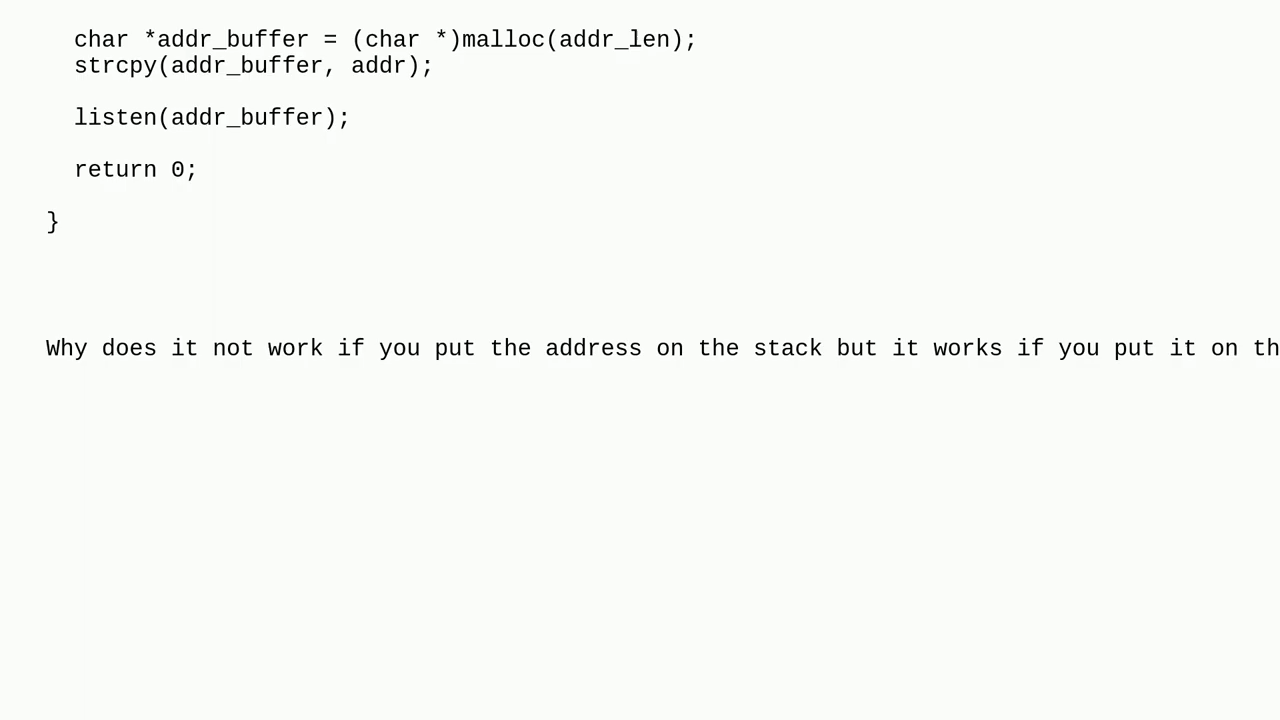 char *addr_buffer = (char *)malloc(addr_len);
strcpy(addr_buffer, addr);
listen(addr_buffer);
return 0;
}
Why does it not work if you put the address on the stack but it works if you put it on th